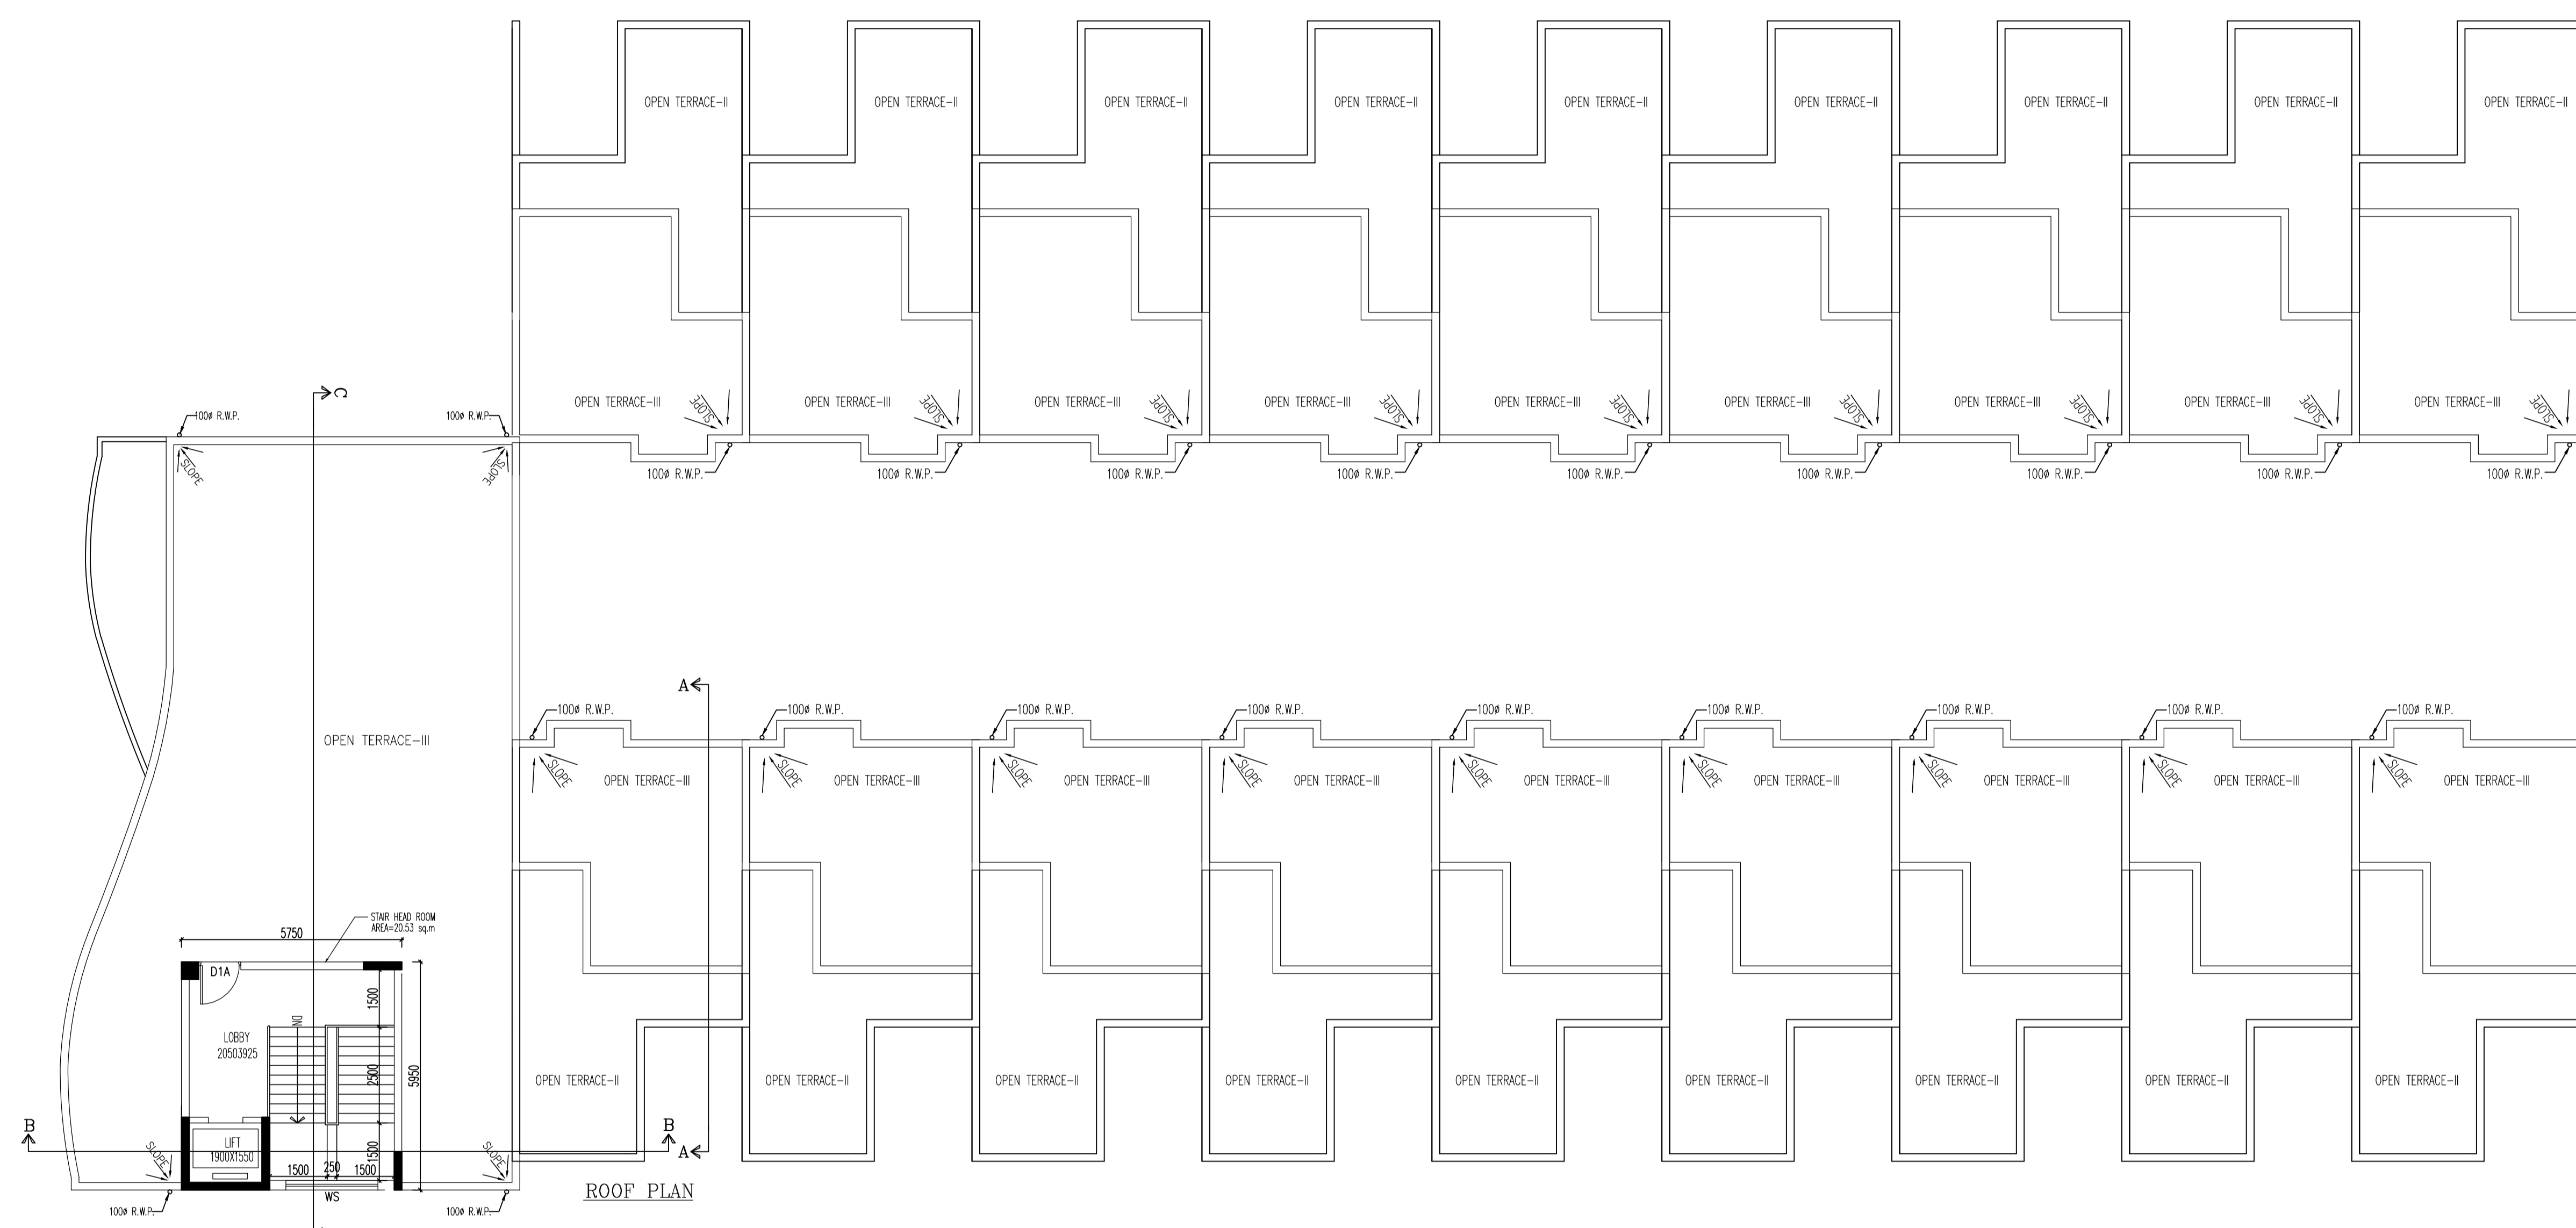 OPEN TERRACE-II OPEN TERRACE-II OPEN TERRACE-II OPEN TERRACE-II OPEN TERRACE-II OPEN TERRACE-II OPEN TERRACE-II OPEN TERRACE-II OPEN TERRACE-II
C
OPEN TERRACE-III OPEN TERRACE-III OPEN TERRACE-III OPEN TERRACE-III OPEN TERRACE-III OPEN TERRACE-III OPEN TERRACE-III OPEN TERRACE-III OPEN TERRACE-III
SLOPE SLOPE SLOPE SLOPE SLOPE SLOPE SLOPE SLOPE SLOPE
100ø R.W.P. 100ø R.W.P.
SLOPE SLOPE
100ø R.W.P. 100ø R.W.P. 100ø R.W.P. 100ø R.W.P. 100ø R.W.P. 100ø R.W.P. 100ø R.W.P. 100ø R.W.P. 100ø R.W.P.
A
100ø R.W.P. 100ø R.W.P. 100ø R.W.P. 100ø R.W.P. 100ø R.W.P. 100ø R.W.P. 100ø R.W.P. 100ø R.W.P. 100ø R.W.P.
OPEN TERRACE-III
SLOPE SLOPE SLOPE SLOPE SLOPE SLOPE SLOPE SLOPE SLOPE
OPEN TERRACE-III OPEN TERRACE-III OPEN TERRACE-III OPEN TERRACE-III OPEN TERRACE-III OPEN TERRACE-III OPEN TERRACE-III OPEN TERRACE-III OPEN TERRACE-III
STAIR HEAD ROOM
AREA=20.53 sq.m
5750
D1A
1500
DN
LOBBY
20503925
2500
5950
OPEN TERRACE-II OPEN TERRACE-II OPEN TERRACE-II OPEN TERRACE-II OPEN TERRACE-II OPEN TERRACE-II OPEN TERRACE-II OPEN TERRACE-II OPEN TERRACE-II
B B
A
LIFT
1900X1550
1500
SLOPE SLOPE
1500 250 1500
WS
ROOF PLAN
100ø R.W.P. 100ø R.W.P.